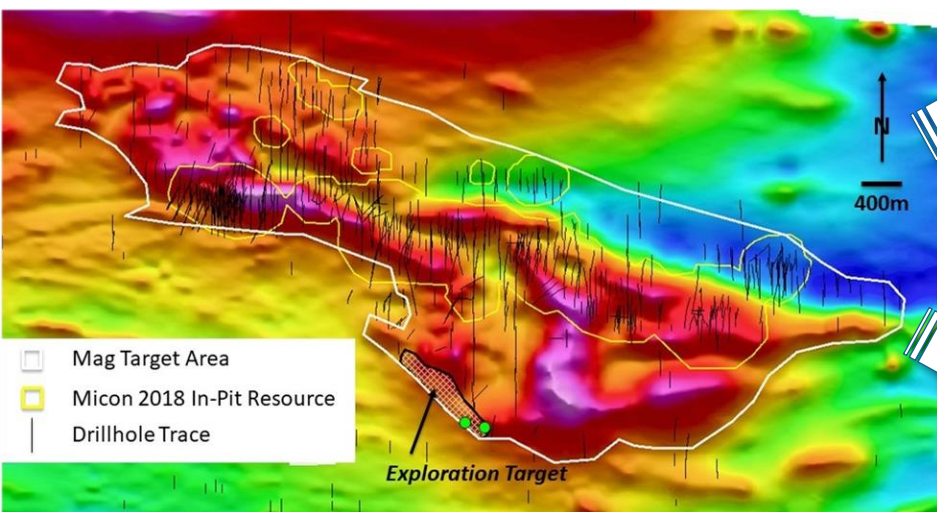 N
400m
Mag Target Area
Micon 2018 In-Pit Resource
Drillhole Trace
Exploration Target